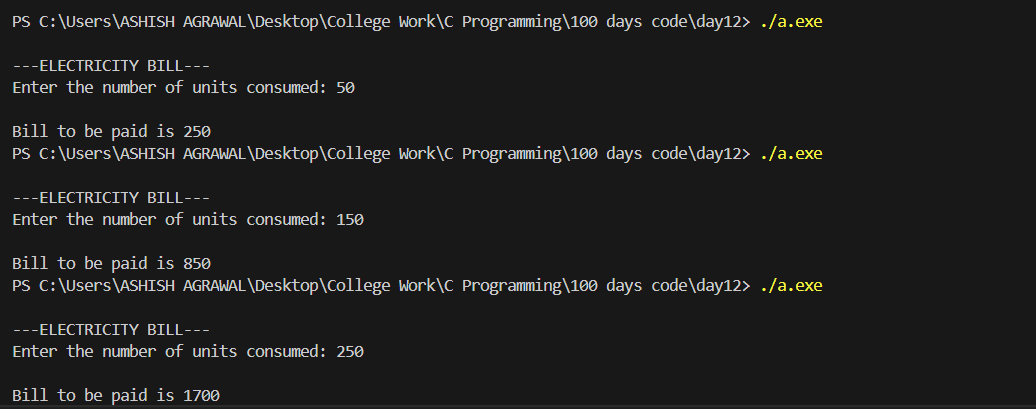 PS C:\Users\ASHISH AGRAWAL\Desktop\College Work\C Programming\100 days code\day12> ./a.exe
---ELECTRICITY BILL---
Enter the number of units consumed: 50
Bill to be paid is 250
PS C:\Users\ASHISH AGRAWAL\Desktop\College Work\C Programming\100 days code\day12> ./a.exe
---ELECTRICITY BILL---
Enter the number of units consumed: 150
Bill to be paid is 850
PS C:\Users\ASHISH AGRAWAL\Desktop\College Work\C Programming\100 days code\day12> ./a.exe
---ELECTRICITY BILL---
Enter the number of units consumed: 250
Bill to be paid is 1700